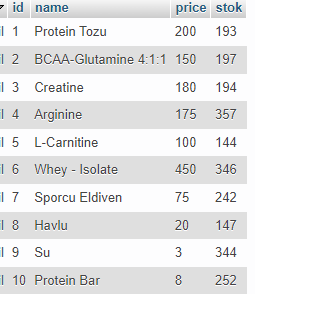 id name price stok
1 Protein Tozu 200 193
2 BCAA-Glutamine 4:1:1 150 197
3 Creatine 180 194
4 Arginine 175 357
5 L-Carnitine 100 144
6 Whey - Isolate 450 346
7 Sporcu Eldiven 75 242
8 Havlu 20 147
9 Su 3 344
10 Protein Bar 8 252